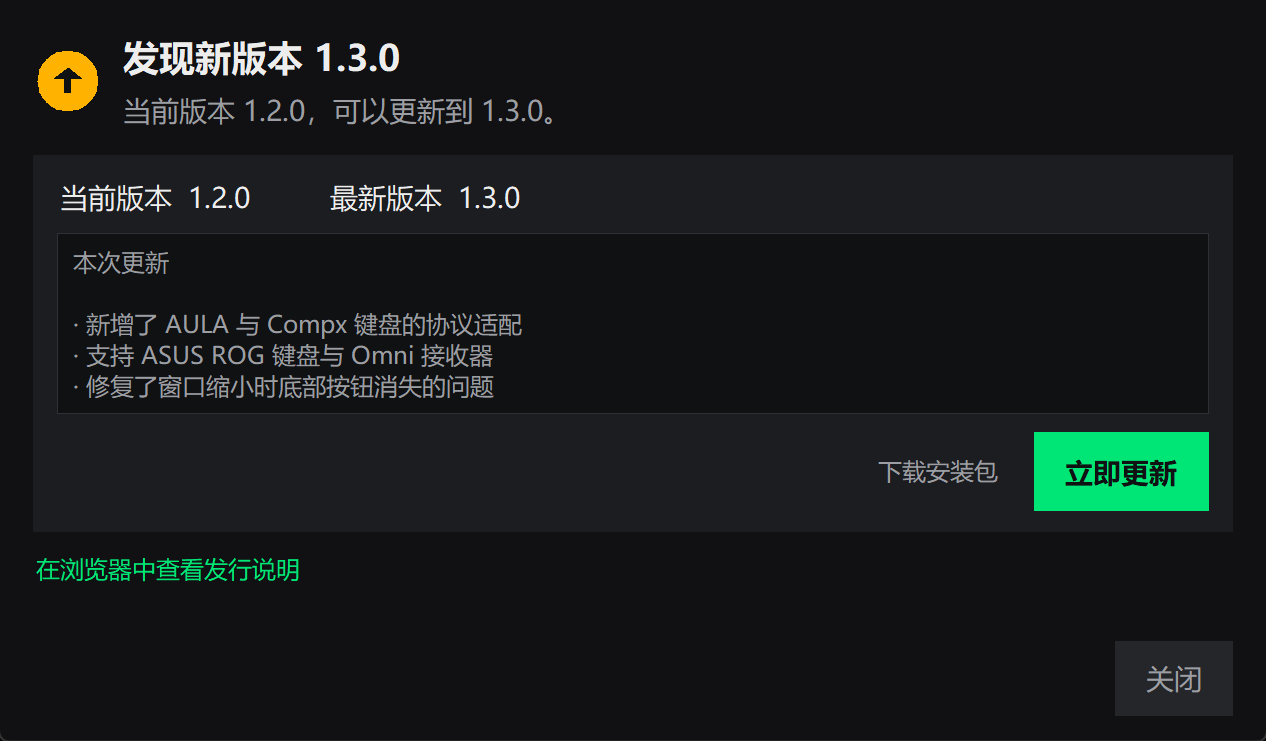 发现新版本 1.3.0
当前版本 1.2.0，可以更新到 1.3.0。
当前版本 1.2.0 最新版本 1.3.0
本次更新
· 新增了 AULA 与 Compx 键盘的协议适配
· 支持 ASUS ROG 键盘与 Omni 接收器
· 修复了窗口缩小时底部按钮消失的问题
下载安装包 立即更新
在浏览器中查看发行说明
关闭